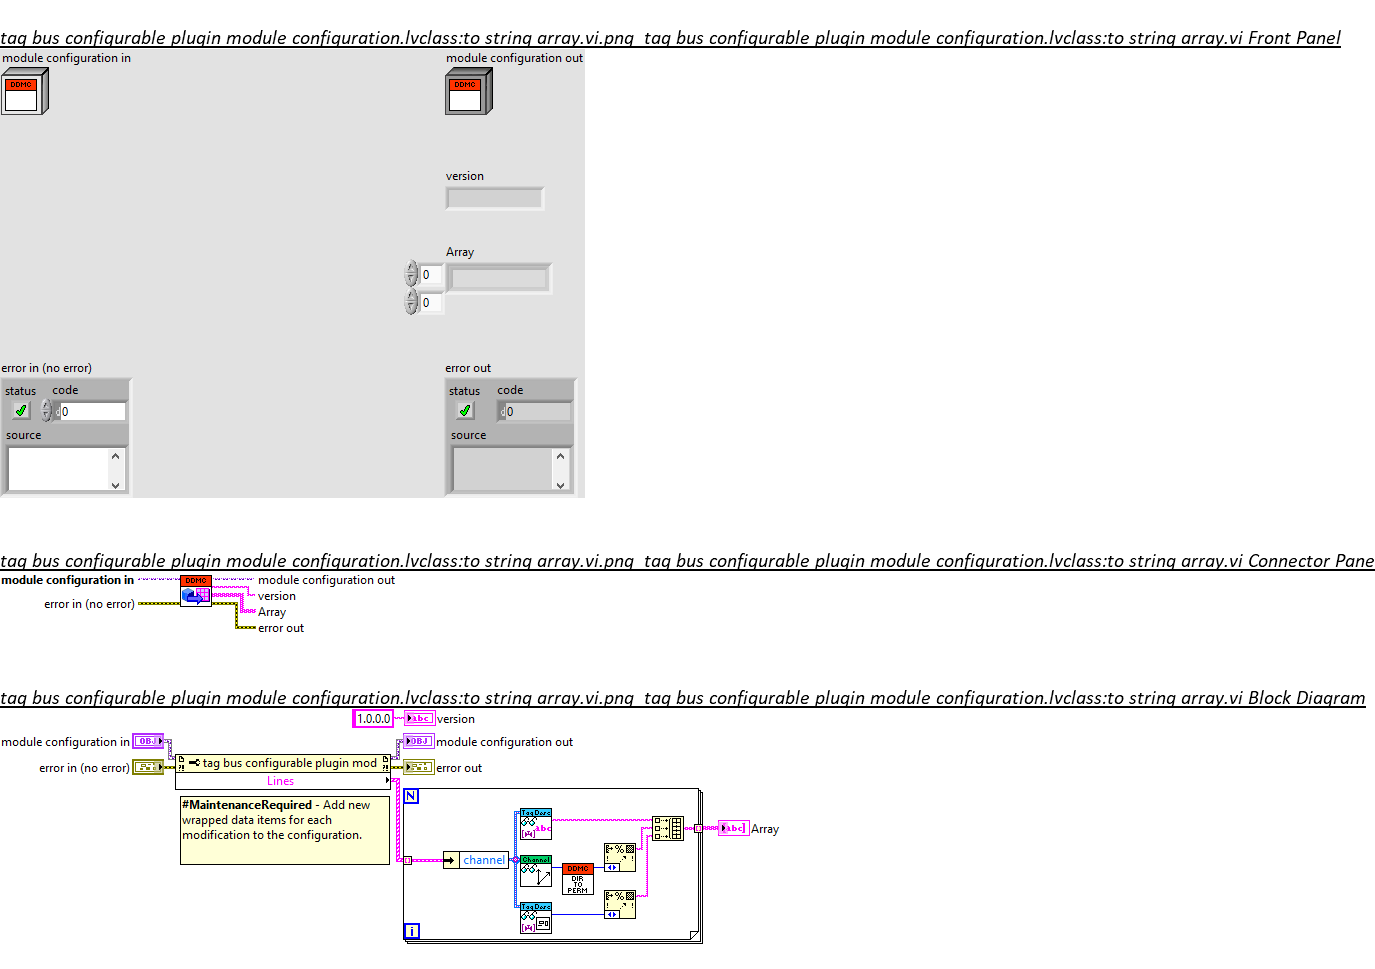 tag bus configurable plugin module configuration.lvclass:to string array.vi.png tag bus configurable plugin module configuration.lvclass:to string array.vi Front Panel
module configuration in
module configuration out
DDMC
DDMC
version
Array
0
0
error in (no error)
error out
status code
status code
d 0
d 0
source
source
tag bus configurable plugin module configuration.lvclass:to string array.vi.png tag bus configurable plugin module configuration.lvclass:to string array.vi Connector Pane
module configuration in
DDMC
module configuration out
version
error in (no error)
Array
error out
tag bus configurable plugin module configuration.lvclass:to string array.vi.png tag bus configurable plugin module configuration.lvclass:to string array.vi Block Diagram
1.0.0.0
abc
version
module configuration in
OBJ
OBJ
module configuration out
error in (no error)
tag bus configurable plugin mod
error out
Lines
#MaintenanceRequired - Add new
wrapped data items for each
modification to the configuration.
N
Tag Desc
abc
abc
Array
channel
Channel
DDMC
DIR
TO
PERM
Tag Desc
i